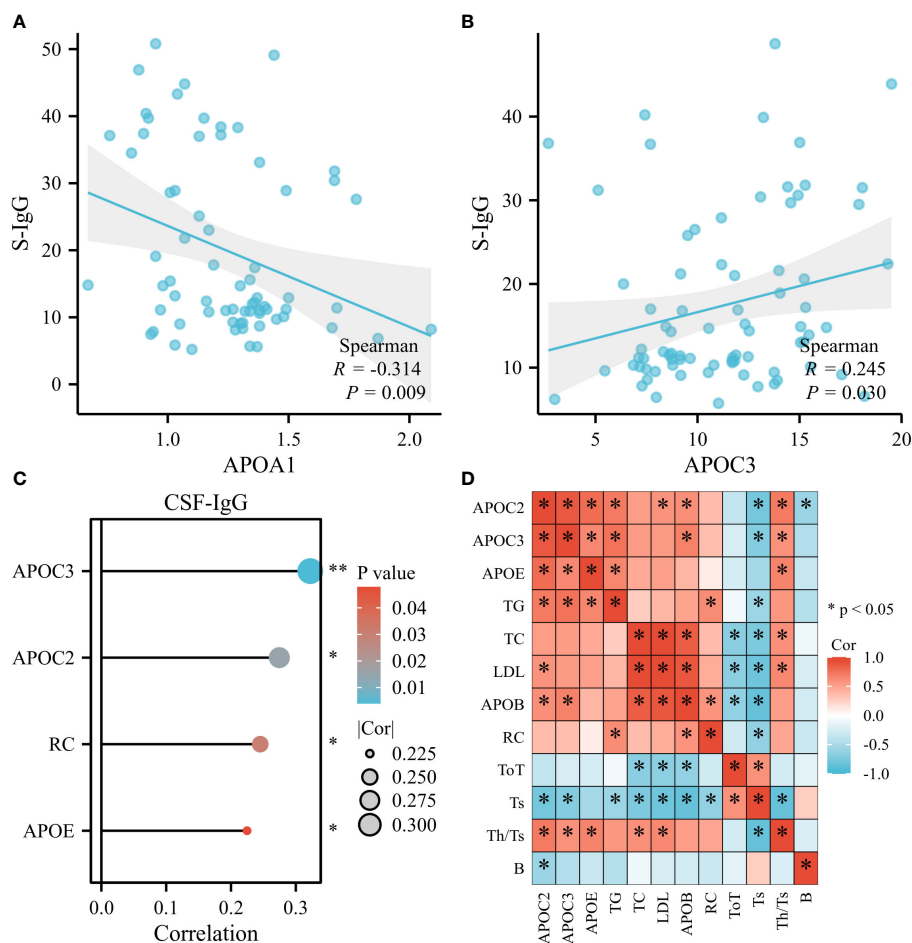 A
50
40
30
20
10
0
S-IgG
Spearman
R = -0.314
P = 0.009
1.0 1.5 2.0
APOA1
B
50
40
30
20
10
S-IgG
Spearman
R = 0.245
P = 0.030
5 10 15 20
APOC3
C
CSF-IgG
APOC3 **
APOC2 *
RC *
APOE *
0.0 0.1 0.2 0.3
Correlation
P value
0.04
0.03
0.02
0.01
|Cor|
0.225
0.250
0.275
0.300
D
APOC2 * * * * * * * * *
APOC3 * * * * * * *
APOE * * * * *
TG * * * * * *
TC * * * * * *
LDL * * * * * * *
APOB * * * * * * * *
RC * * * *
ToT * * * * *
Ts * * * * * * * * * *
Th/Ts * * * * * * *
B * *
APOC2 APOC3 APOE TG TC LDL APOB RC ToT Ts Th/Ts B
* p < 0.05
Cor
1.0
0.5
0.0
-0.5
-1.0